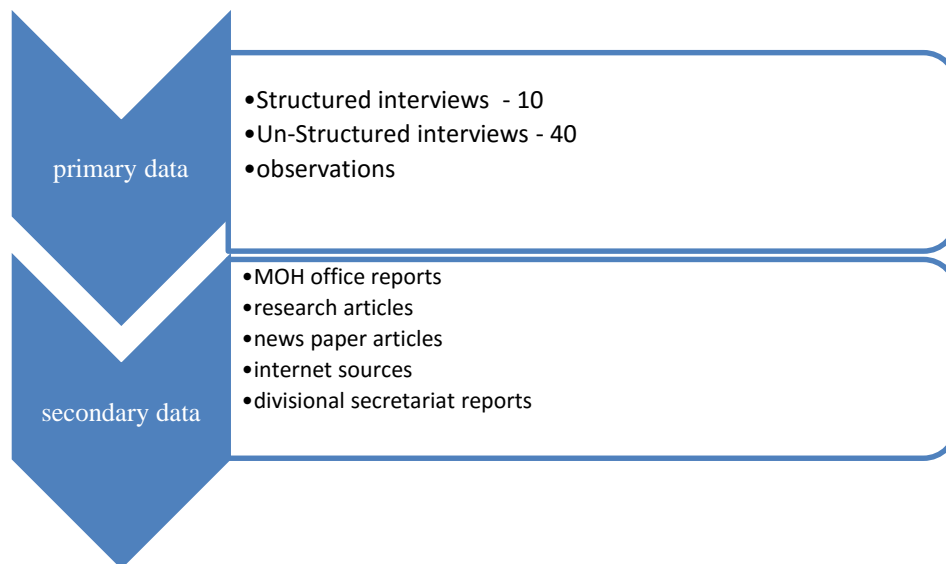 primary data
•Structured interviews - 10
•Un-Structured interviews - 40
•observations
secondary data
•MOH office reports
•research articles
•news paper articles
•internet sources
•divisional secretariat reports